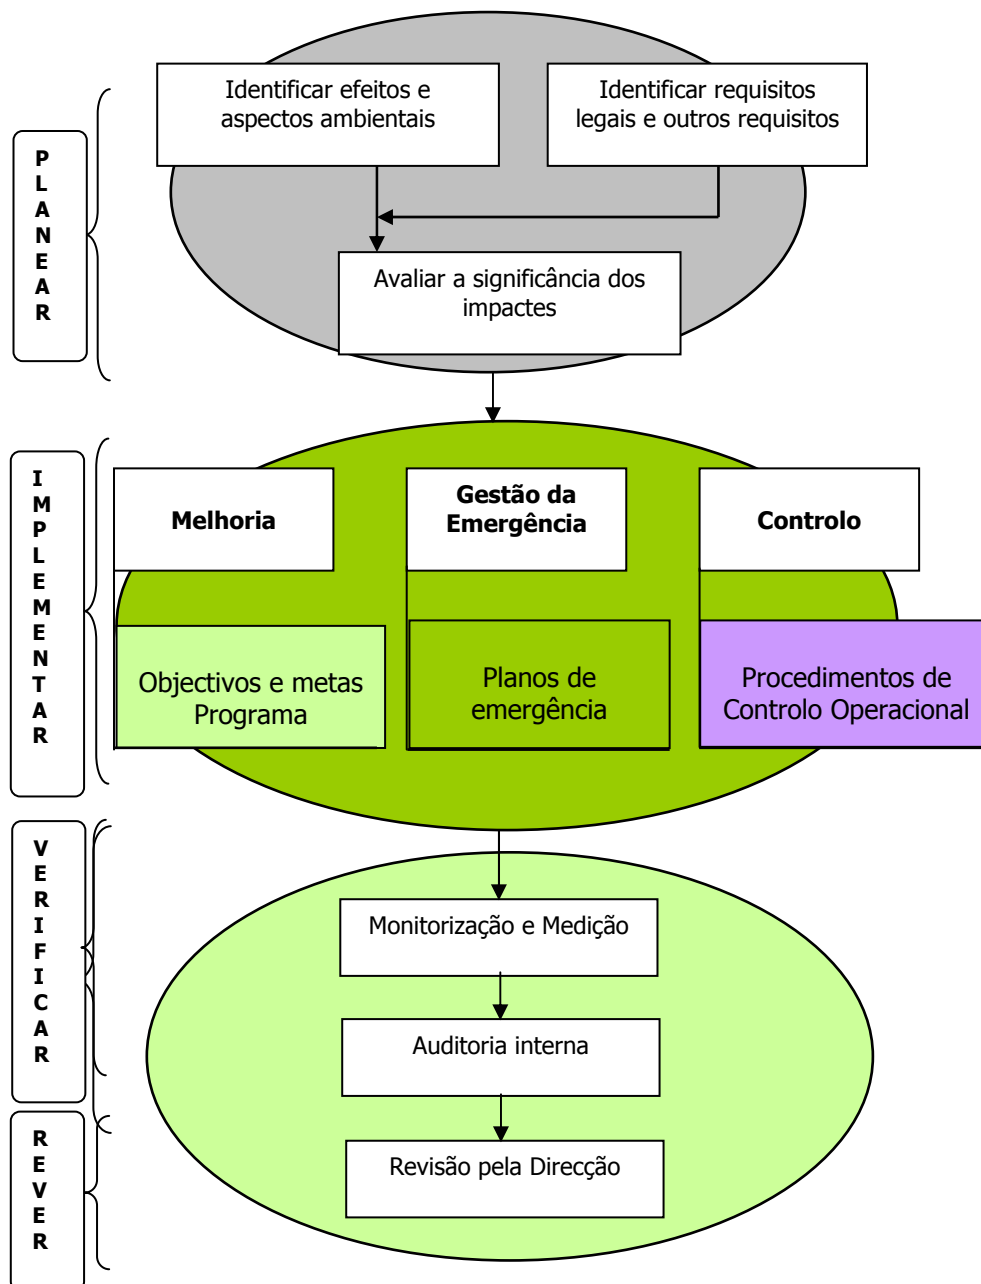 Identificar efeitos e
aspectos ambientais
Identificar requisitos
legais e outros requisitos
PLANEAR
Avaliar a significância dos
impactes
IMPLEMENTAR
Melhoria
Gestão da
Emergência
Controlo
Objectivos e metas
Programa
Planos de
emergência
Procedimentos de
Controlo Operacional
VERIFICAR
Monitorização e Medição
Auditoria interna
REVER
Revisão pela Direcção